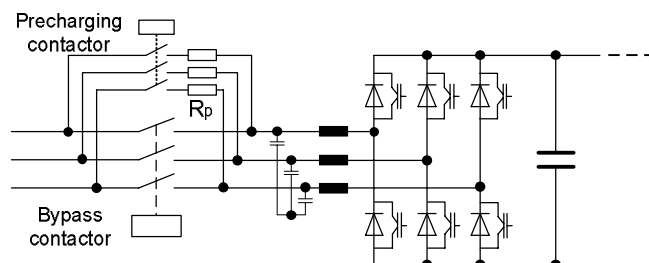 Precharging
contactor
Rp
Bypass
contactor